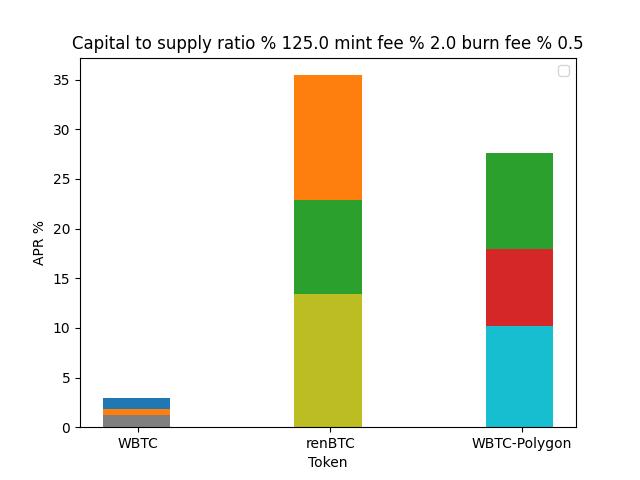 Capital to supply ratio % 125.0 mint fee % 2.0 burn fee % 0.5
35
30
25
20
15
10
5
0
APR %
WBTC
renBTC
WBTC-Polygon
Token